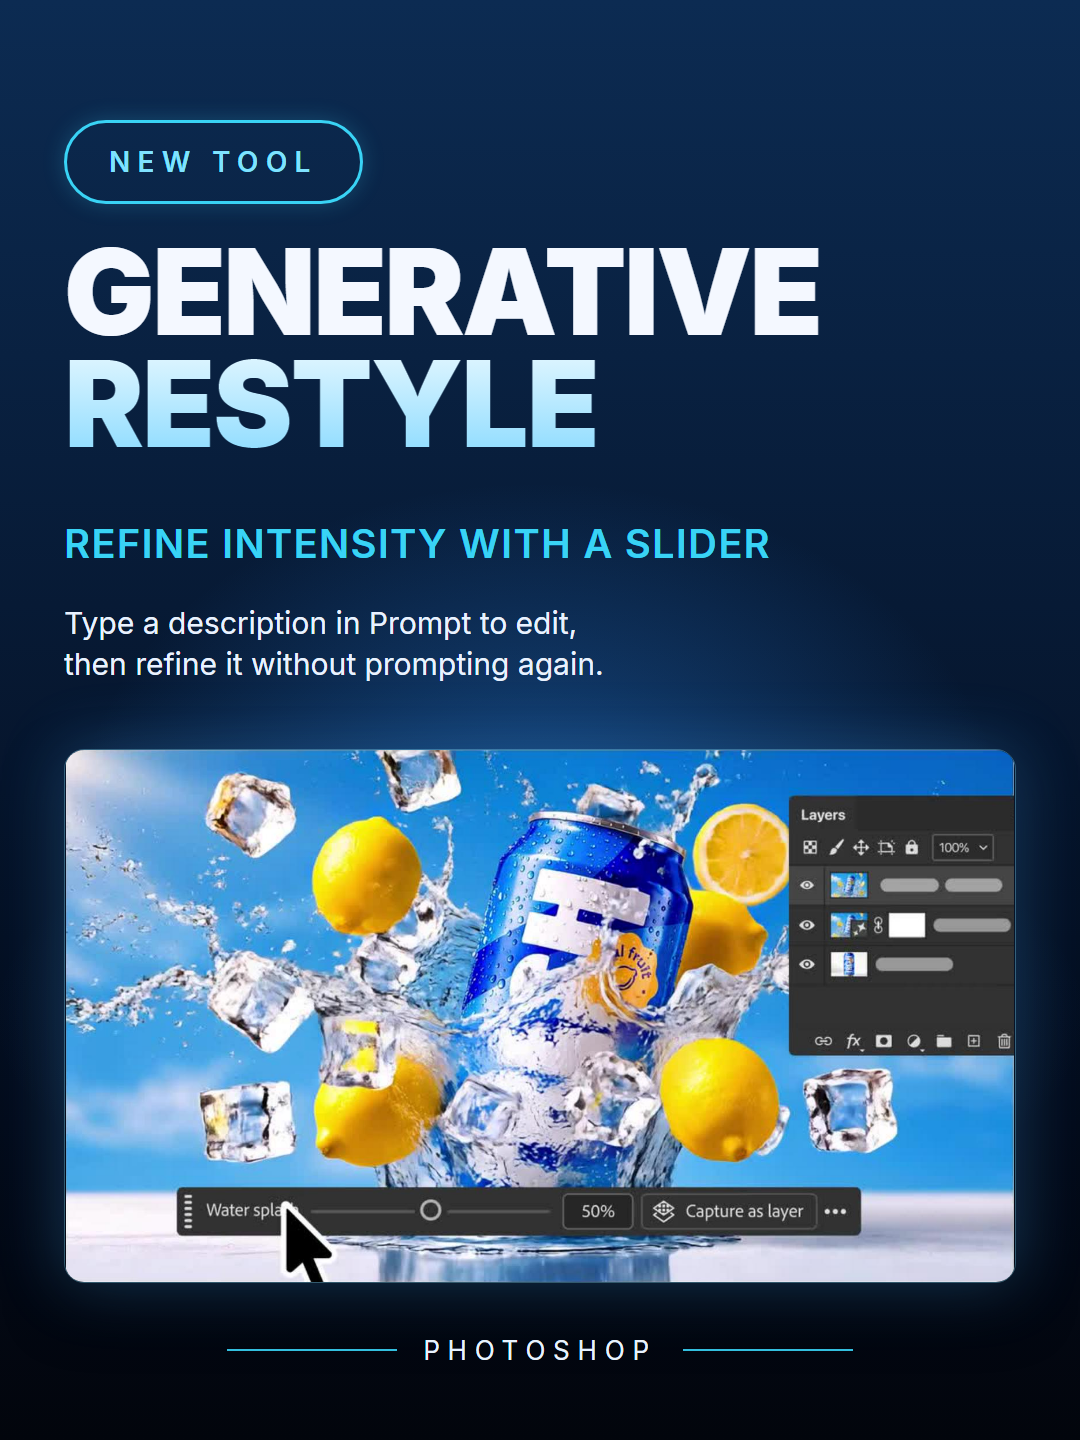 NEW TOOL
GENERATIVE
RESTYLE
REFINE INTENSITY WITH A SLIDER
Type a description in Prompt to edit,
then refine it without prompting again.
Layers
100%
fruit
fx
50%
Capture as layer
Water
PHOTOSHOP